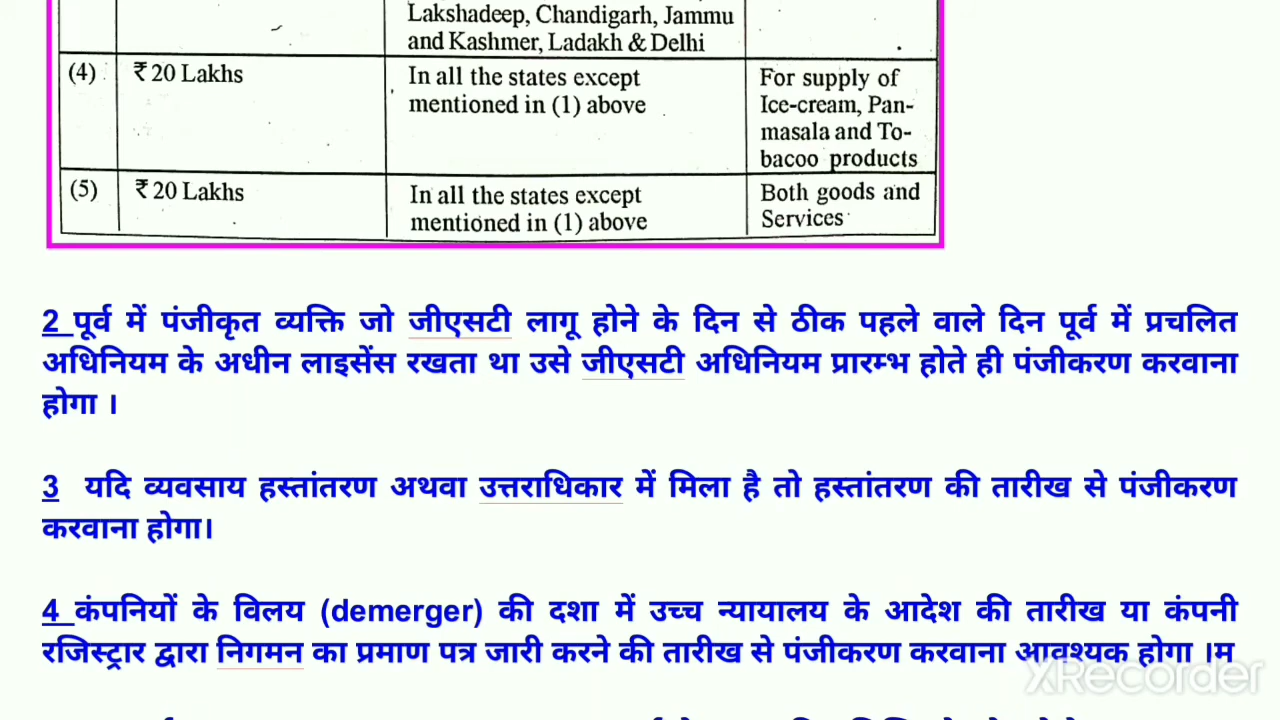 Lakshadeep, Chandigarh, Jammu
and Kashmer, Ladakh & Delhi
(4) ₹ 20 Lakhs In all the states except For supply of
mentioned in (1) above Ice-cream, Pan-
masala and To-
bacoo products
(5) ₹ 20 Lakhs In all the states except Both goods and
mentioned in (1) above Services
2 पूर्व में पंजीकृत व्यक्ति जो जीएसटी लागू होने के दिन से ठीक पहले वाले दिन पूर्व में प्रचलित
अधिनियम के अधीन लाइसेंस रखता था उसे जीएसटी अधिनियम प्रारम्भ होते ही पंजीकरण करवाना
होगा ।
3 यदि व्यवसाय हस्तांतरण अथवा उत्तराधिकार में मिला है तो हस्तांतरण की तारीख से पंजीकरण
करवाना होगा।
4 कंपनियों के विलय (demerger) की दशा में उच्च न्यायालय के आदेश की तारीख या कंपनी
रजिस्ट्रार द्वारा निगमन का प्रमाण पत्र जारी करने की तारीख से पंजीकरण करवाना आवश्यक होगा ।म
XRecorder